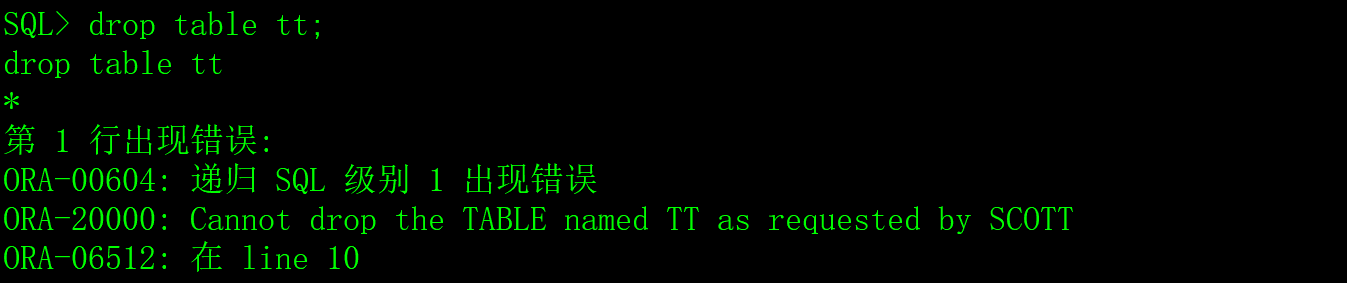 SQL> drop table tt;
drop table tt
*
第 1 行出现错误:
ORA-00604: 递归 SQL 级别 1 出现错误
ORA-20000: Cannot drop the TABLE named TT as requested by SCOTT
ORA-06512: 在 line 10